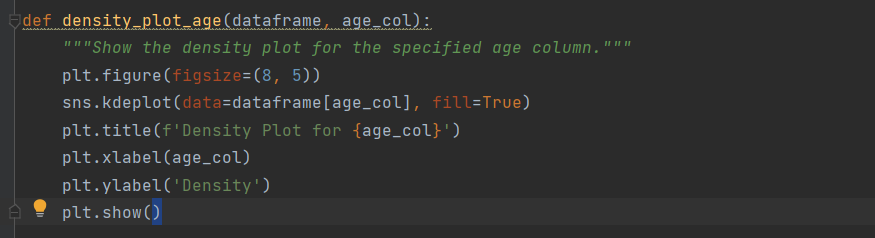 def density_plot_age(dataframe, age_col):
    """Show the density plot for the specified age column."""
    plt.figure(figsize=(8, 5))
    sns.kdeplot(data=dataframe[age_col], fill=True)
    plt.title(f'Density Plot for {age_col}')
    plt.xlabel(age_col)
    plt.ylabel('Density')
    plt.show()